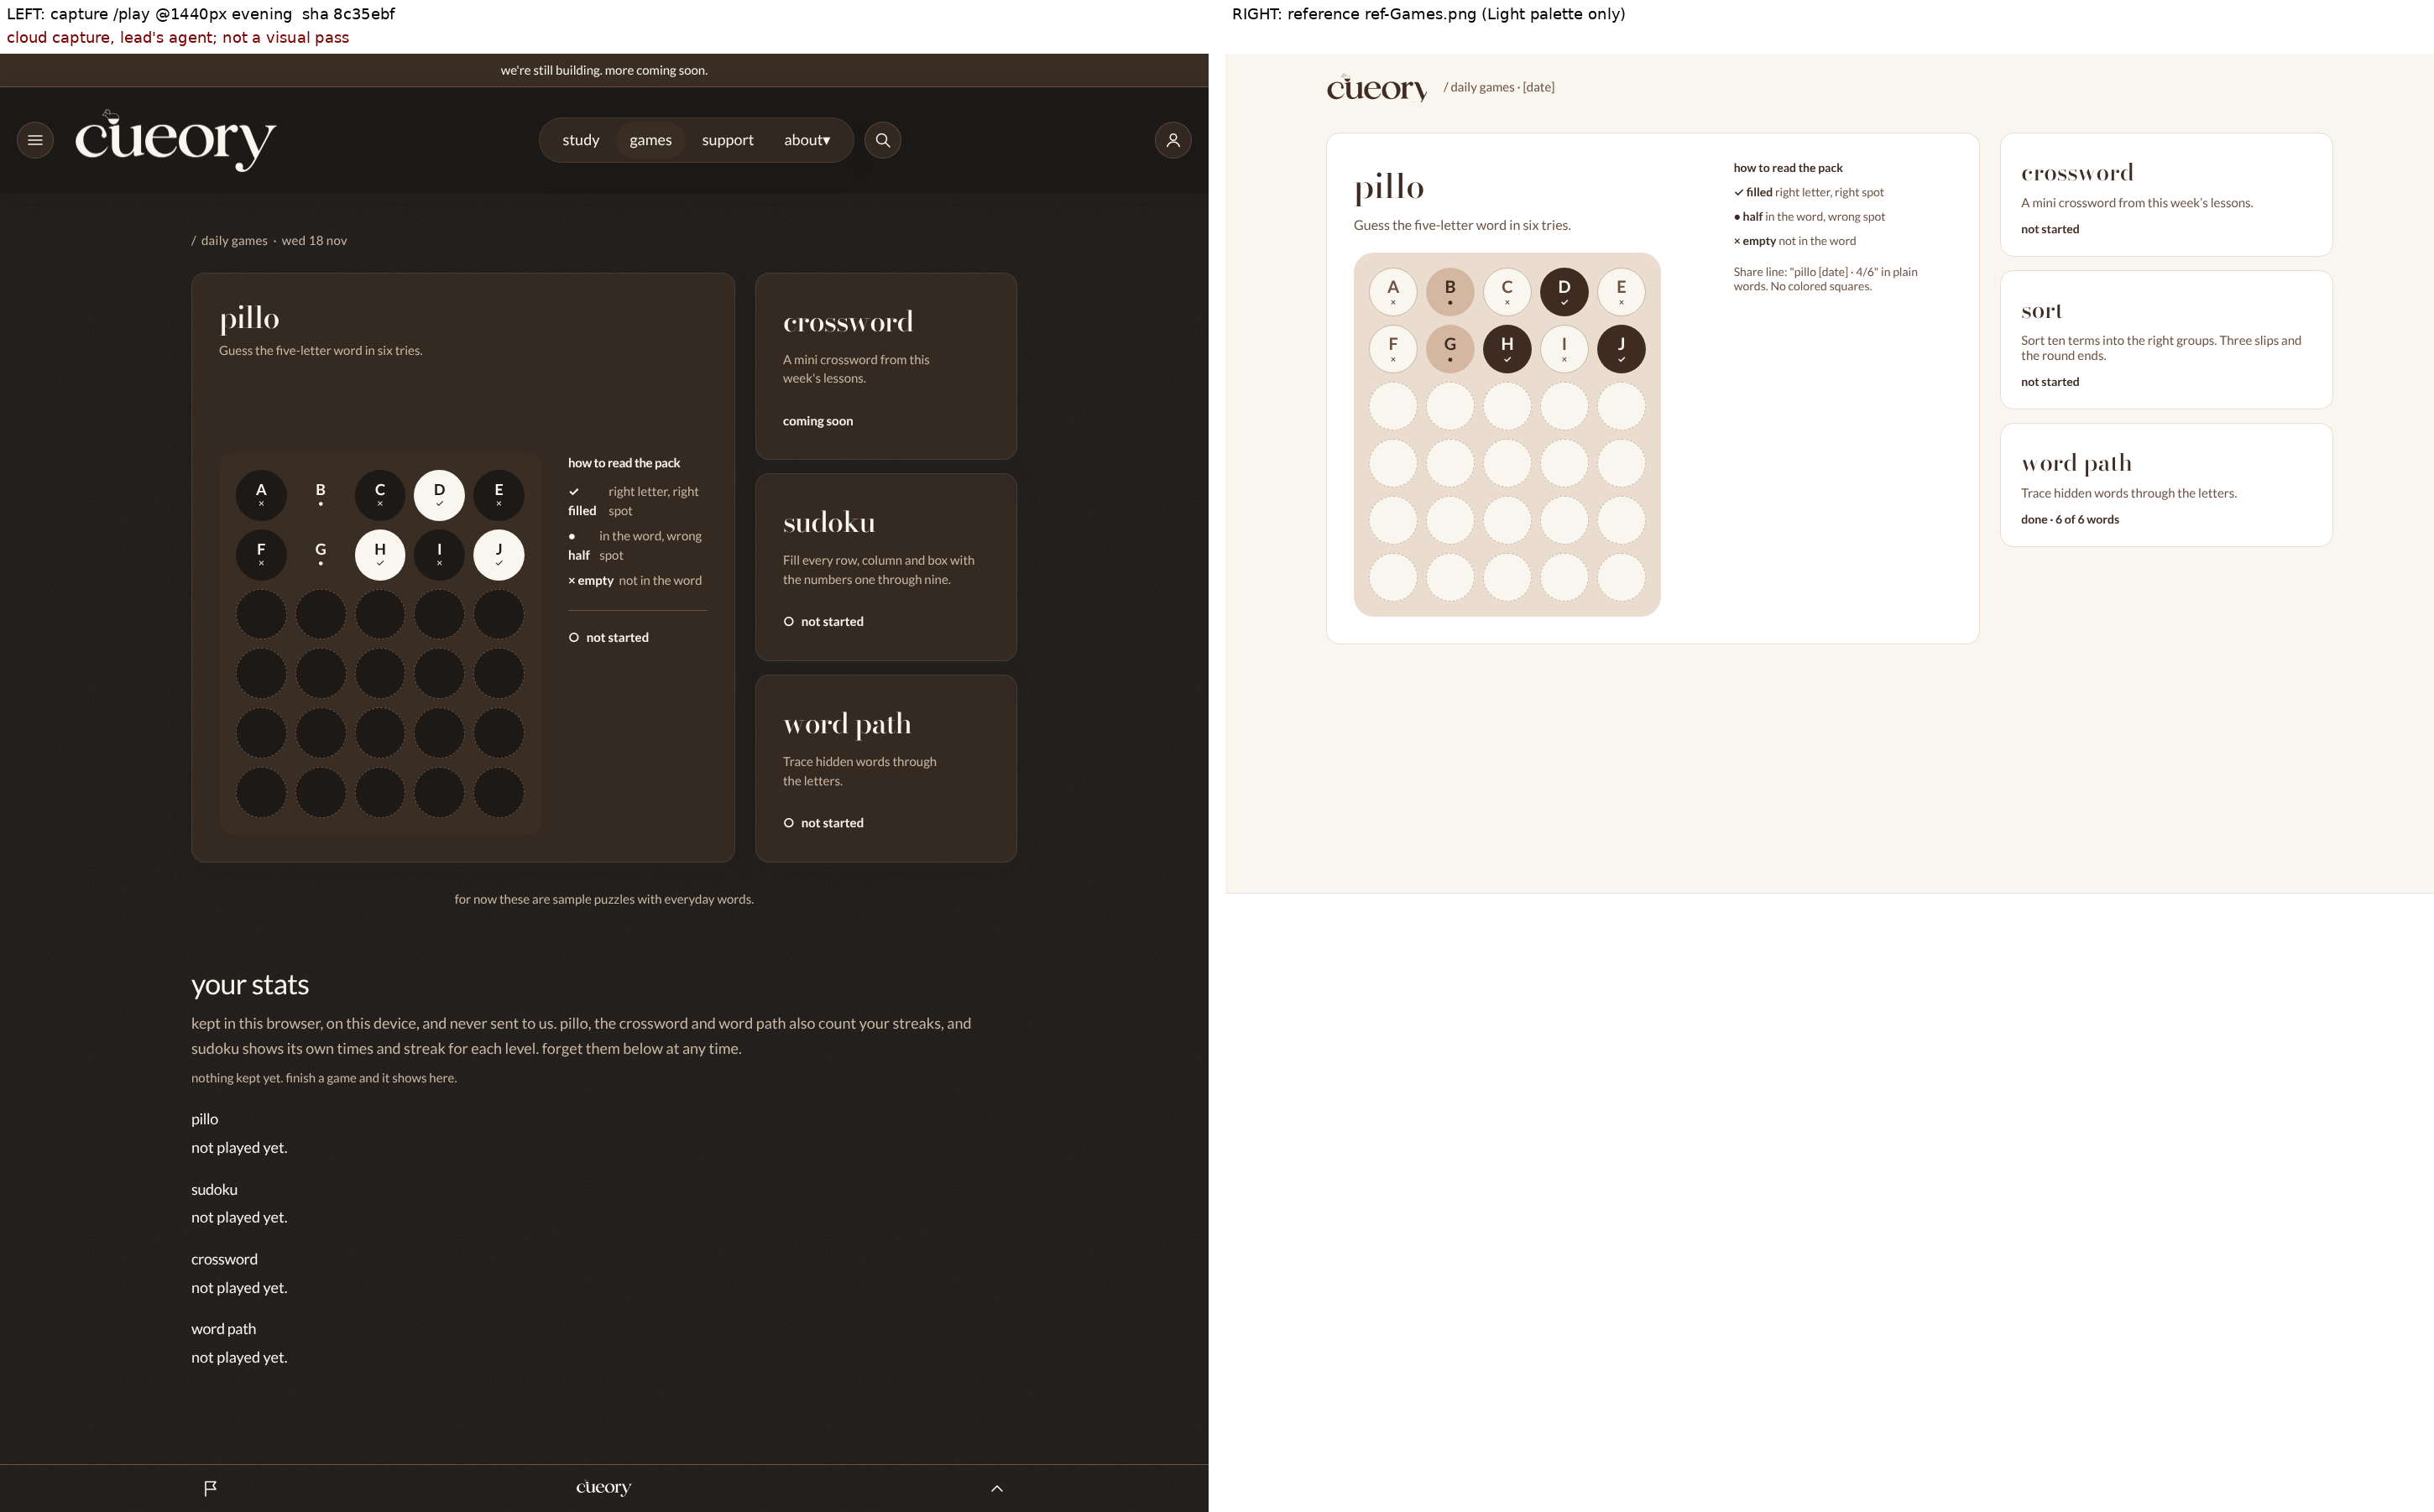 LEFT: capture /play @1440px evening  sha 8c35ebf
cloud capture, lead's agent; not a visual pass
we're still building. more coming soon.
cueory
study
games
support
about▾
/ daily games · wed 18 nov
pillo
Guess the five-letter word in six tries.
A × B • C × D ✓ E ×
F × G • H ✓ I × J ✓
how to read the pack
✓ filled right letter, right spot
• half in the word, wrong spot
× empty not in the word
not started
crossword
A mini crossword from this
week's lessons.
coming soon
sudoku
Fill every row, column and box with
the numbers one through nine.
not started
word path
Trace hidden words through
the letters.
not started
for now these are sample puzzles with everyday words.
your stats
kept in this browser, on this device, and never sent to us. pillo, the crossword and word path also count your streaks, and
sudoku shows its own times and streak for each level. forget them below at any time.
nothing kept yet. finish a game and it shows here.
pillo
not played yet.
sudoku
not played yet.
crossword
not played yet.
word path
not played yet.
cueory
RIGHT: reference ref-Games.png (Light palette only)
cueory / daily games · [date]
pillo
Guess the five-letter word in six tries.
A × B • C × D ✓ E ×
F × G • H ✓ I × J ✓
how to read the pack
✓ filled right letter, right spot
• half in the word, wrong spot
× empty not in the word
Share line: "pillo [date] · 4/6" in plain
words. No colored squares.
crossword
A mini crossword from this week's lessons.
not started
sort
Sort ten terms into the right groups. Three slips and
the round ends.
not started
word path
Trace hidden words through the letters.
done · 6 of 6 words